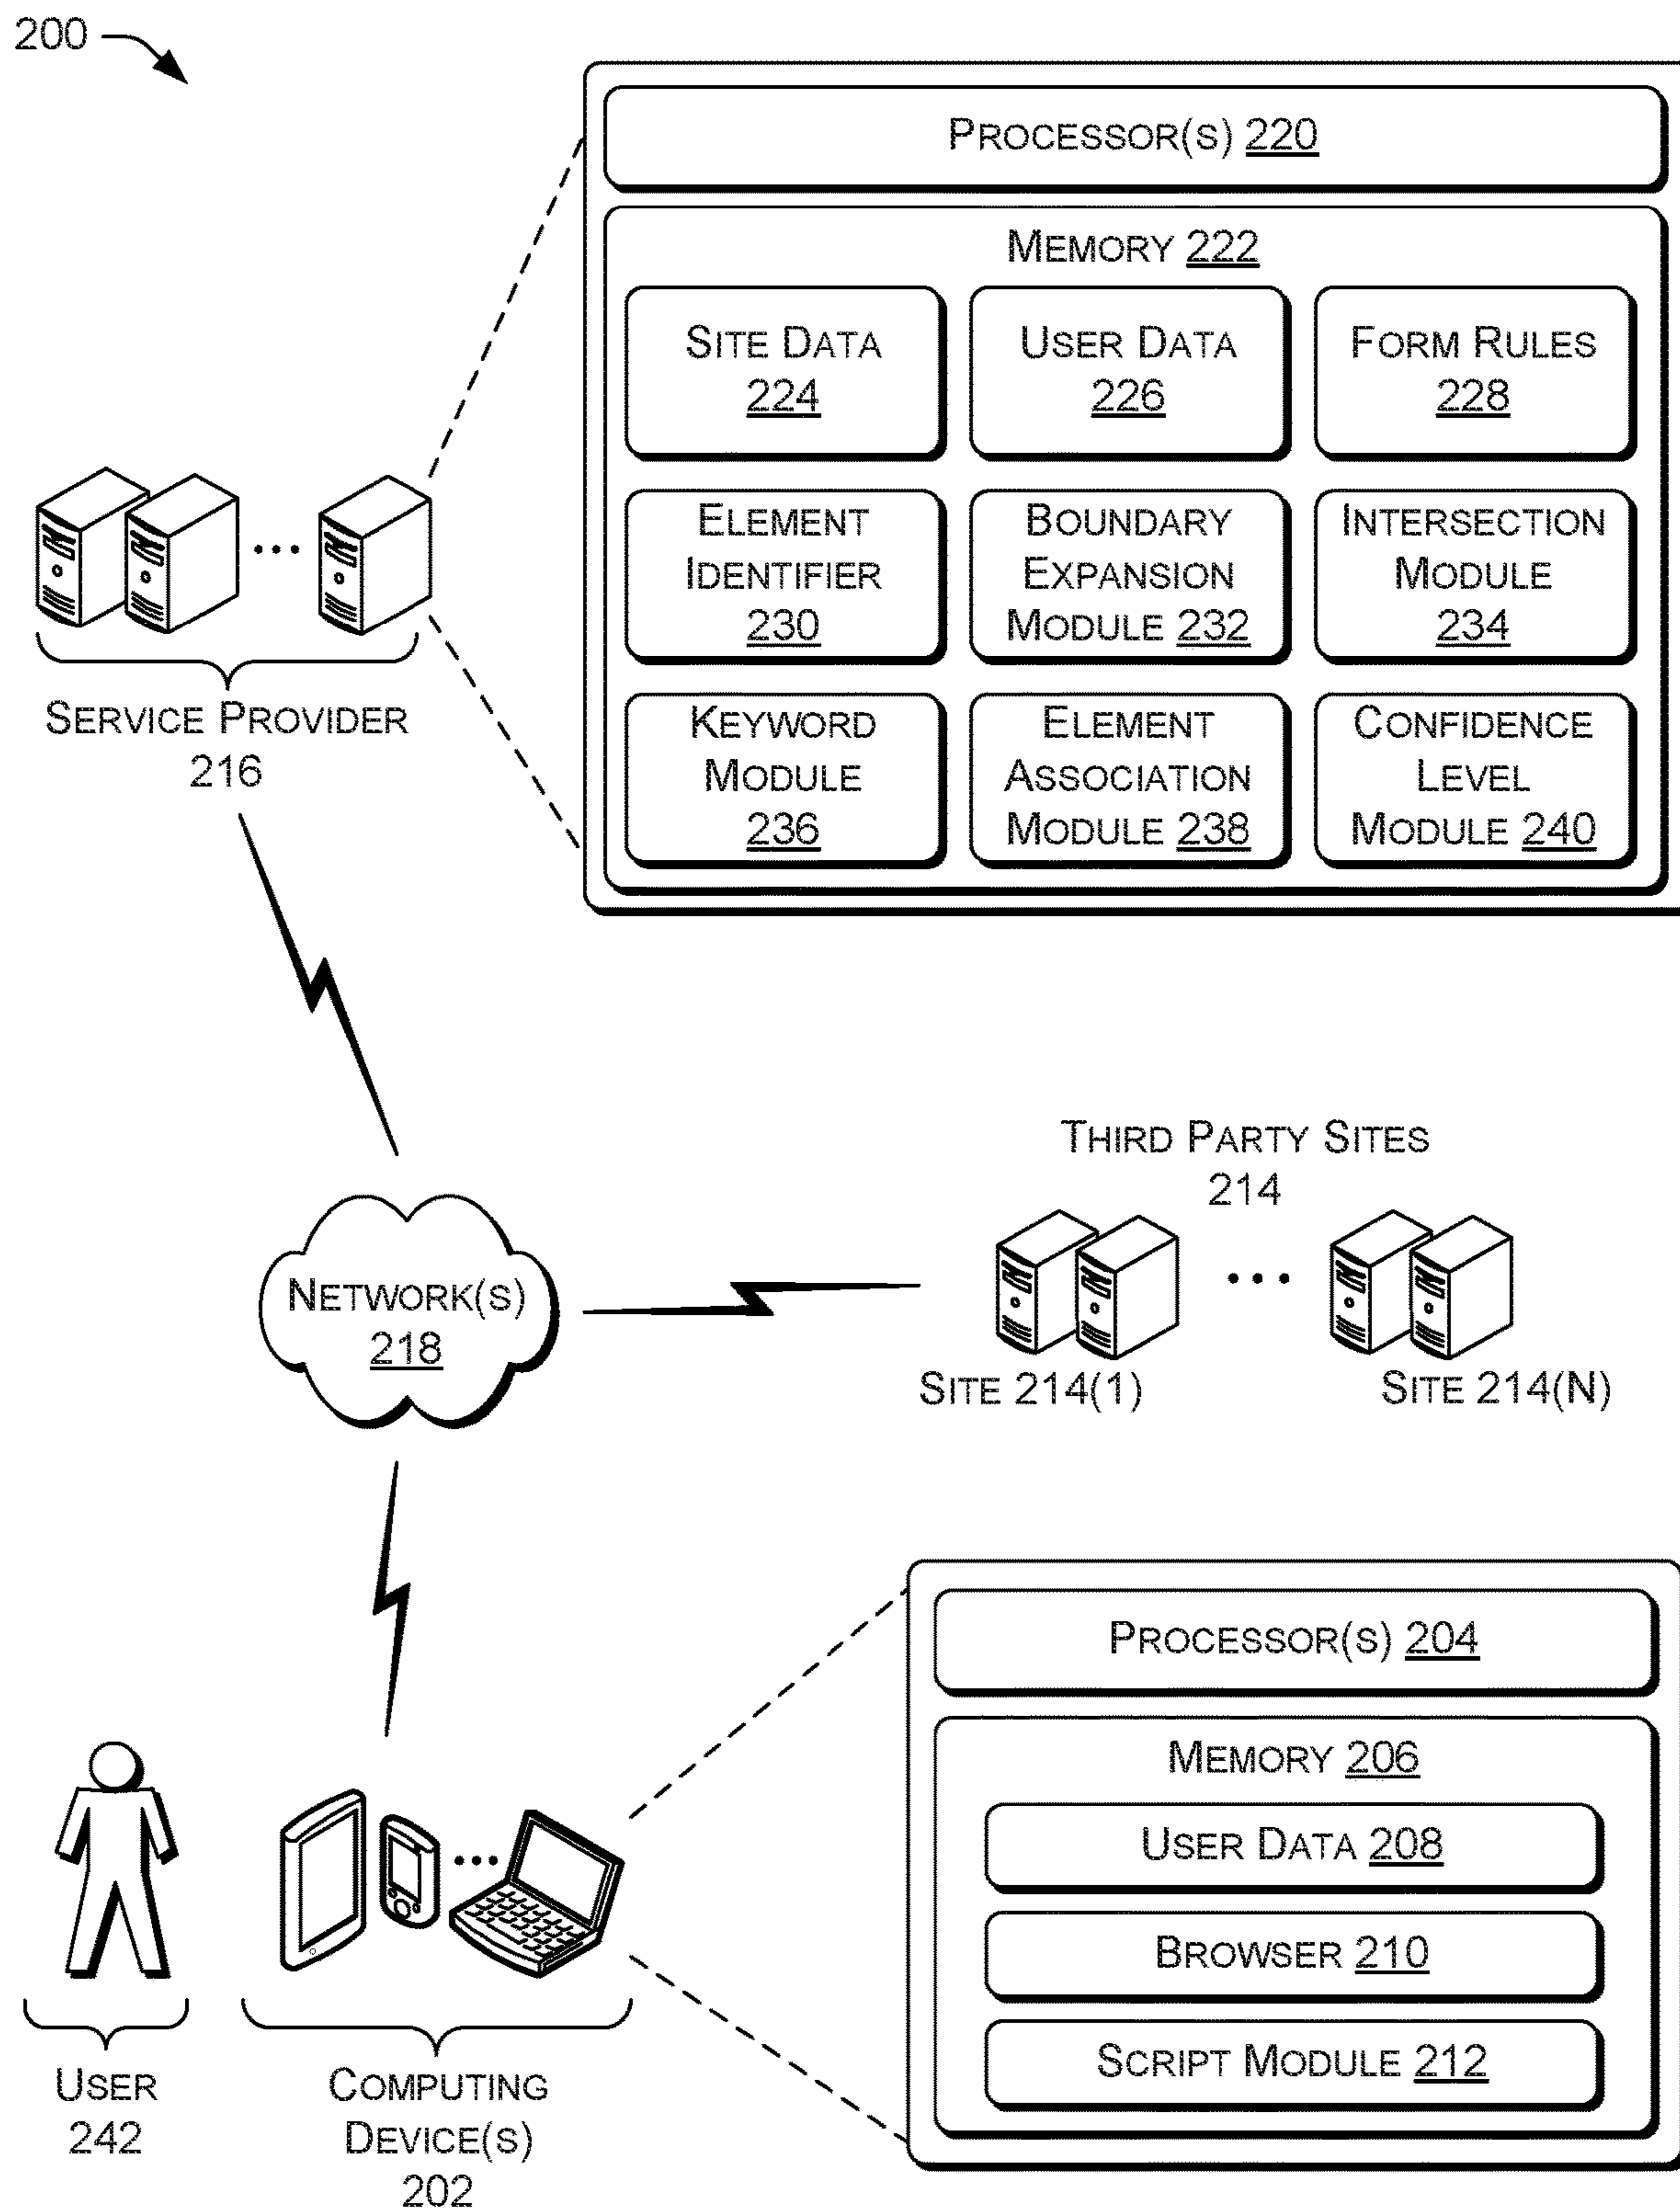 200
PROCESSOR(S) 220
MEMORY 222
SITE DATA
224
USER DATA
226
FORM RULES
228
ELEMENT
IDENTIFIER
230
BOUNDARY
EXPANSION
MODULE 232
INTERSECTION
MODULE
234
KEYWORD
MODULE
236
ELEMENT
ASSOCIATION
MODULE 238
CONFIDENCE
LEVEL
MODULE 240
SERVICE PROVIDER
216
THIRD PARTY SITES
214
SITE 214(1)
SITE 214(N)
NETWORK(S)
218
PROCESSOR(S) 204
MEMORY 206
USER DATA 208
BROWSER 210
SCRIPT MODULE 212
USER
242
COMPUTING
DEVICE(S)
202